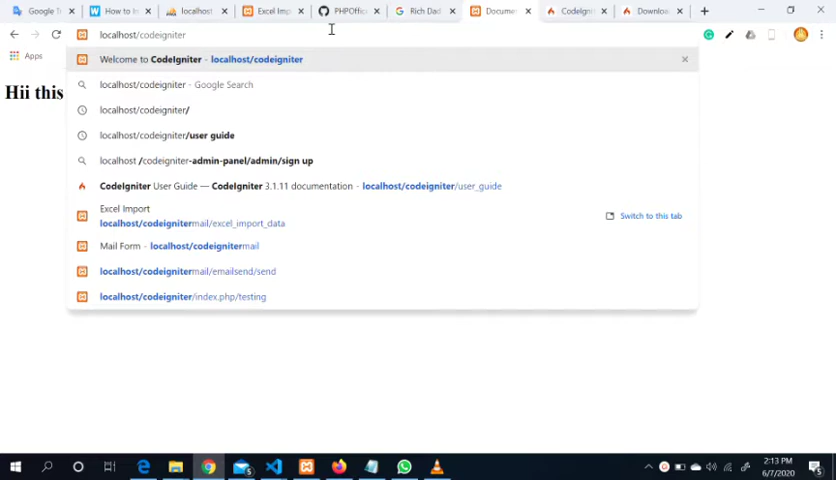 Google Tr
How to In
localhost
Excel Imp
PHPOffic
Rich Dad
Documen
CodeIgnit
Downloa
localhost/codeigniter
Apps
Welcome to CodeIgniter - localhost/codeigniter
localhost/codeigniter - Google Search
localhost/codeigniter/
Hii this
localhost/codeigniter/user guide
localhost /codeigniter-admin-panel/admin/sign up
CodeIgniter User Guide — CodeIgniter 3.1.11 documentation - localhost/codeigniter/user_guide
Excel Import
localhost/codeignitermail/excel_import_data
Switch to this tab
Mail Form - localhost/codeignitermail
localhost/codeignitermail/emailsend/send
localhost/codeigniter/index.php/testing
2:13 PM
6/7/2020